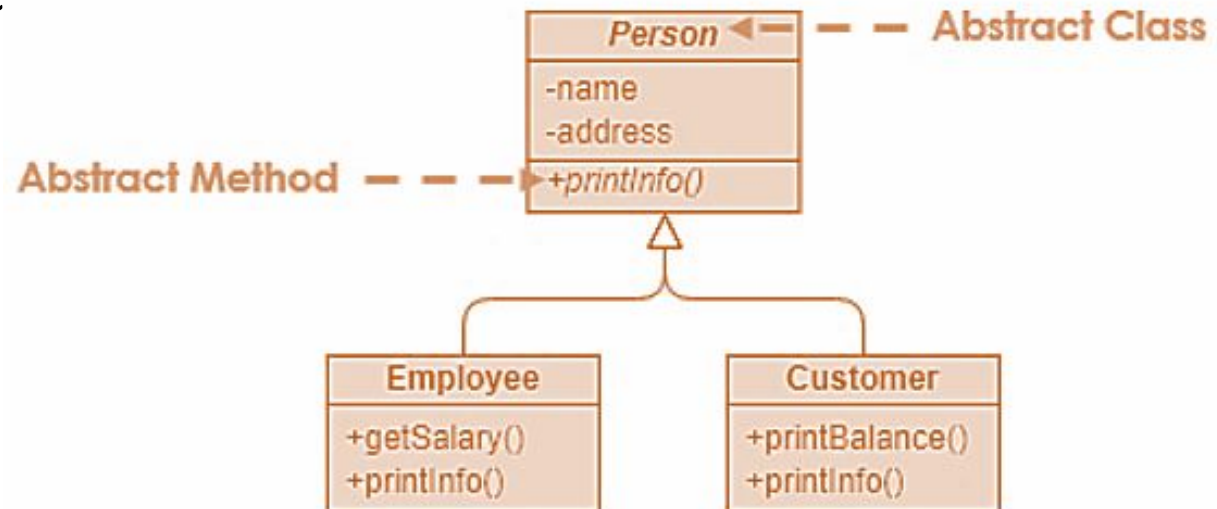 Person
Abstract Class
-name
-address
Abstract Method
+printInfo()
Employee
Customer
+getSalary()
+printInfo()
+printBalance()
+printInfo()